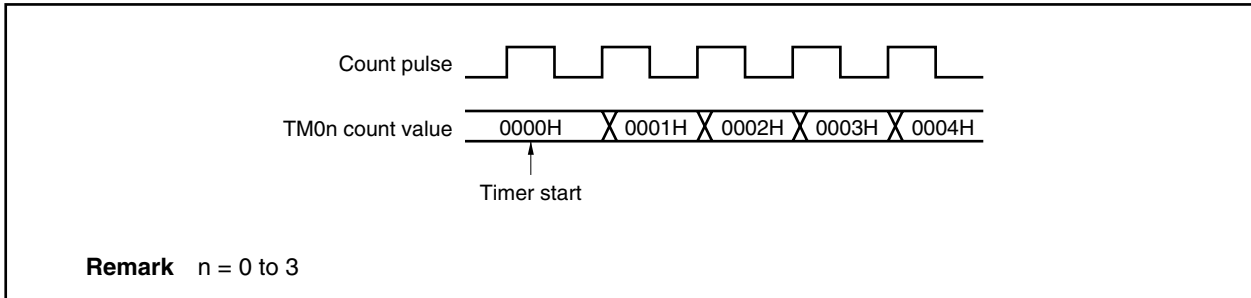 Count pulse
TM0n count value 0000H 0001H 0002H 0003H 0004H
Timer start
Remark n = 0 to 3